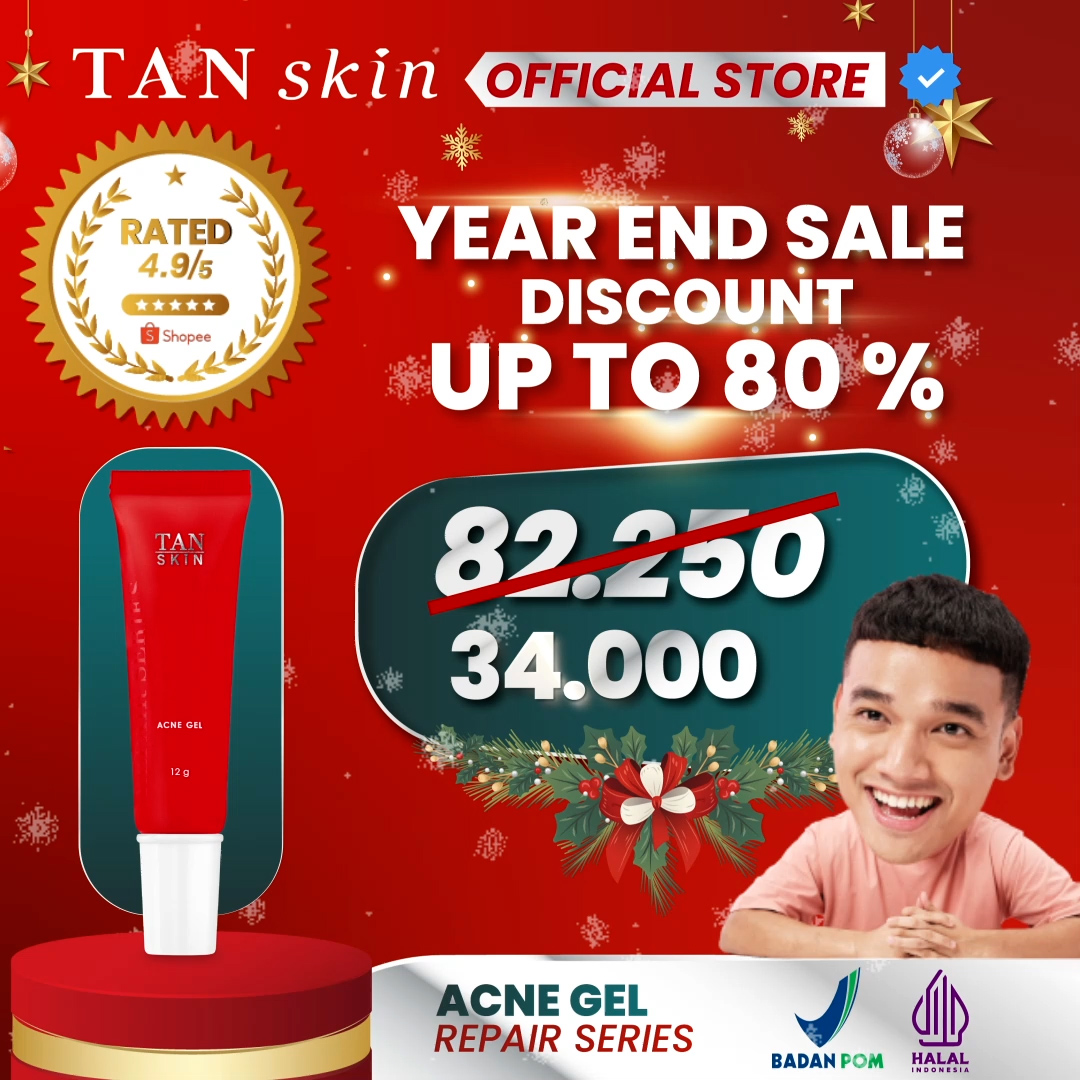 TAN skin
OFFICIAL STORE
RATED
4.9/5
Shopee
YEAR END SALE
DISCOUNT
UP TO 80 %
82.250
34.000
TAN
SKIN
ACNE GEL
12 g
ACNE GEL
REPAIR SERIES
BADAN POM
HALAL
INDONESIA